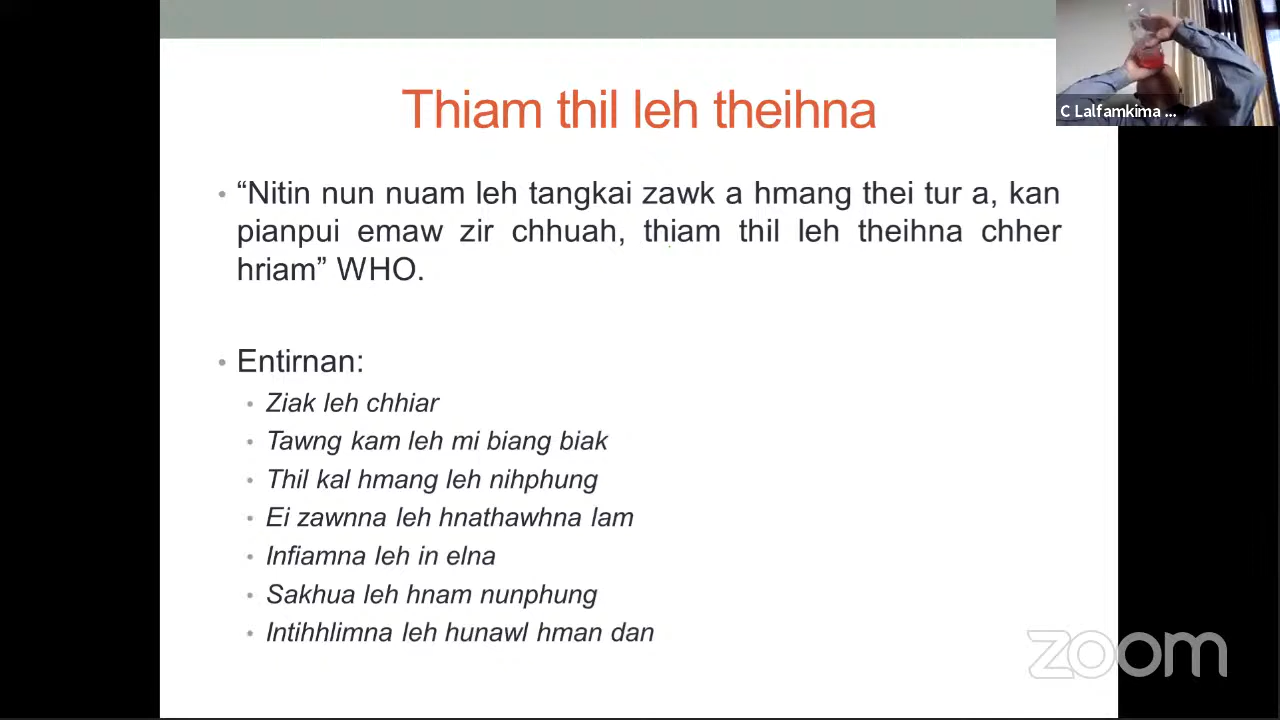 Thiam thil leh theihna
• “Nitin nun nuam leh tangkai zawk a hmang thei tur a, kan
pianpui emaw zir chhuah, thiam thil leh theihna chher
hriam” WHO.
• Entirnan:
• Ziak leh chhiar
• Tawng kam leh mi biang biak
• Thil kal hmang leh nihphung
• Ei zawnna leh hnathawhna lam
• Infiamna leh in elna
• Sakhua leh hnam nunphung
• Intihhlimna leh hunawl hman dan
C Lalfamkima ...
zoom